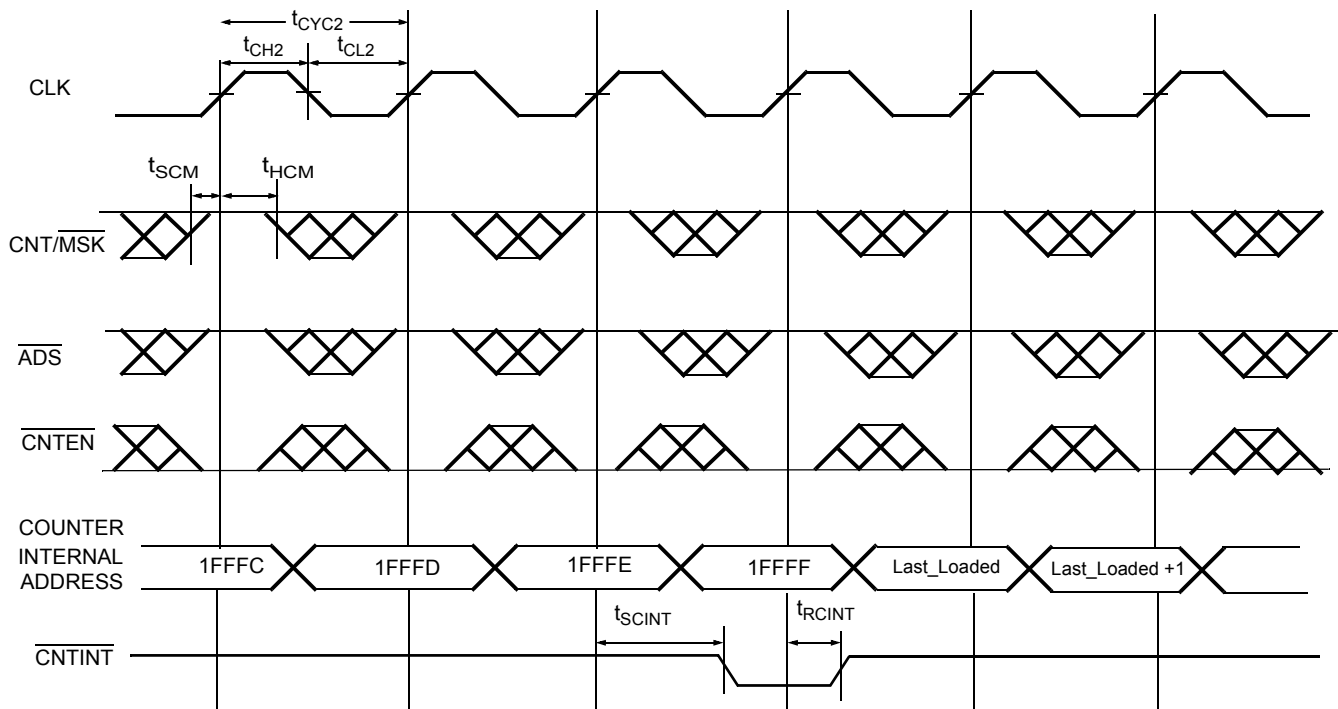 tCYC2
tCH2
tCL2
CLK
tSCM
tHCM
CNT/MSK
ADS
CNTEN
COUNTER
INTERNAL
ADDRESS
1FFFC
1FFFD
1FFFE
1FFFF
Last_Loaded
Last_Loaded +1
tSCINT
tRCINT
CNTINT